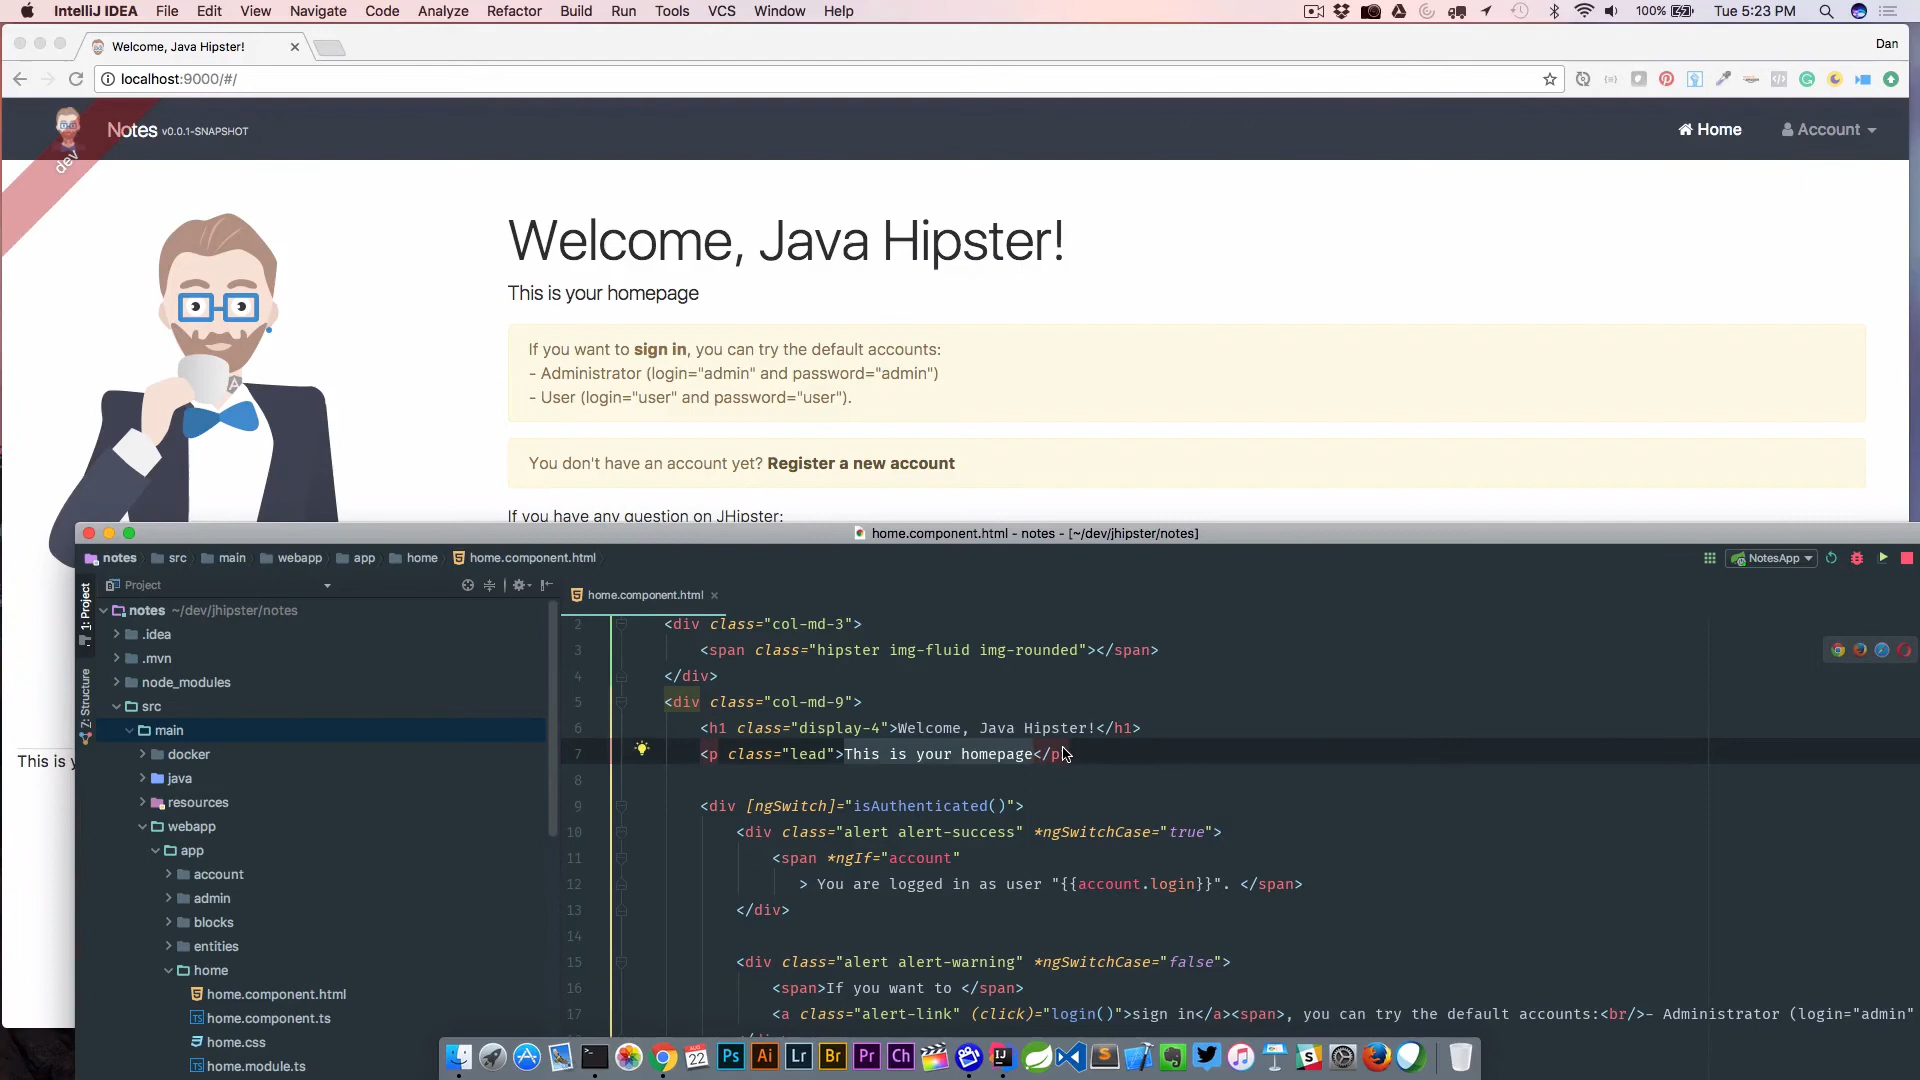 IntelliJ IDEA File Edit View Navigate Code Analyze Refactor Build Run Tools VCS Window Help 100% Tue 5:23 PM
Welcome, Java Hipster! Dan
localhost:9000/#/
Notes v0.0.1-SNAPSHOT Home Account
dev
Welcome, Java Hipster!
This is your homepage
If you want to sign in, you can try the default accounts:
- Administrator (login="admin" and password="admin")
- User (login="user" and password="user").
You don't have an account yet? Register a new account
If you have any question on JHipster:
This is y
home.component.html - notes - [~/dev/jhipster/notes]
notes src main webapp app home home.component.html NotesApp
Project
1: Project
Z: Structure
notes ~/dev/jhipster/notes
.idea
.mvn
node_modules
src
main
docker
java
resources
webapp
app
account
admin
blocks
entities
home
home.component.html
home.component.ts
home.css
home.module.ts
home.component.html
2 <div class="col-md-3">
3 <span class="hipster img-fluid img-rounded"></span>
4 </div>
5 <div class="col-md-9">
6 <h1 class="display-4">Welcome, Java Hipster!</h1>
7 <p class="lead">This is your homepage</p
8
9 <div [ngSwitch]="isAuthenticated()">
10 <div class="alert alert-success" *ngSwitchCase="true">
11 <span *ngIf="account"
12 > You are logged in as user "{{account.login}}". </span>
13 </div>
14
15 <div class="alert alert-warning" *ngSwitchCase="false">
16 <span>If you want to </span>
17 <a class="alert-link" (click)="login()">sign in</a><span>, you can try the default accounts:<br/>- Administrator (login="admin"
AUG 22 Ps Ai Lr Br Pr Ch